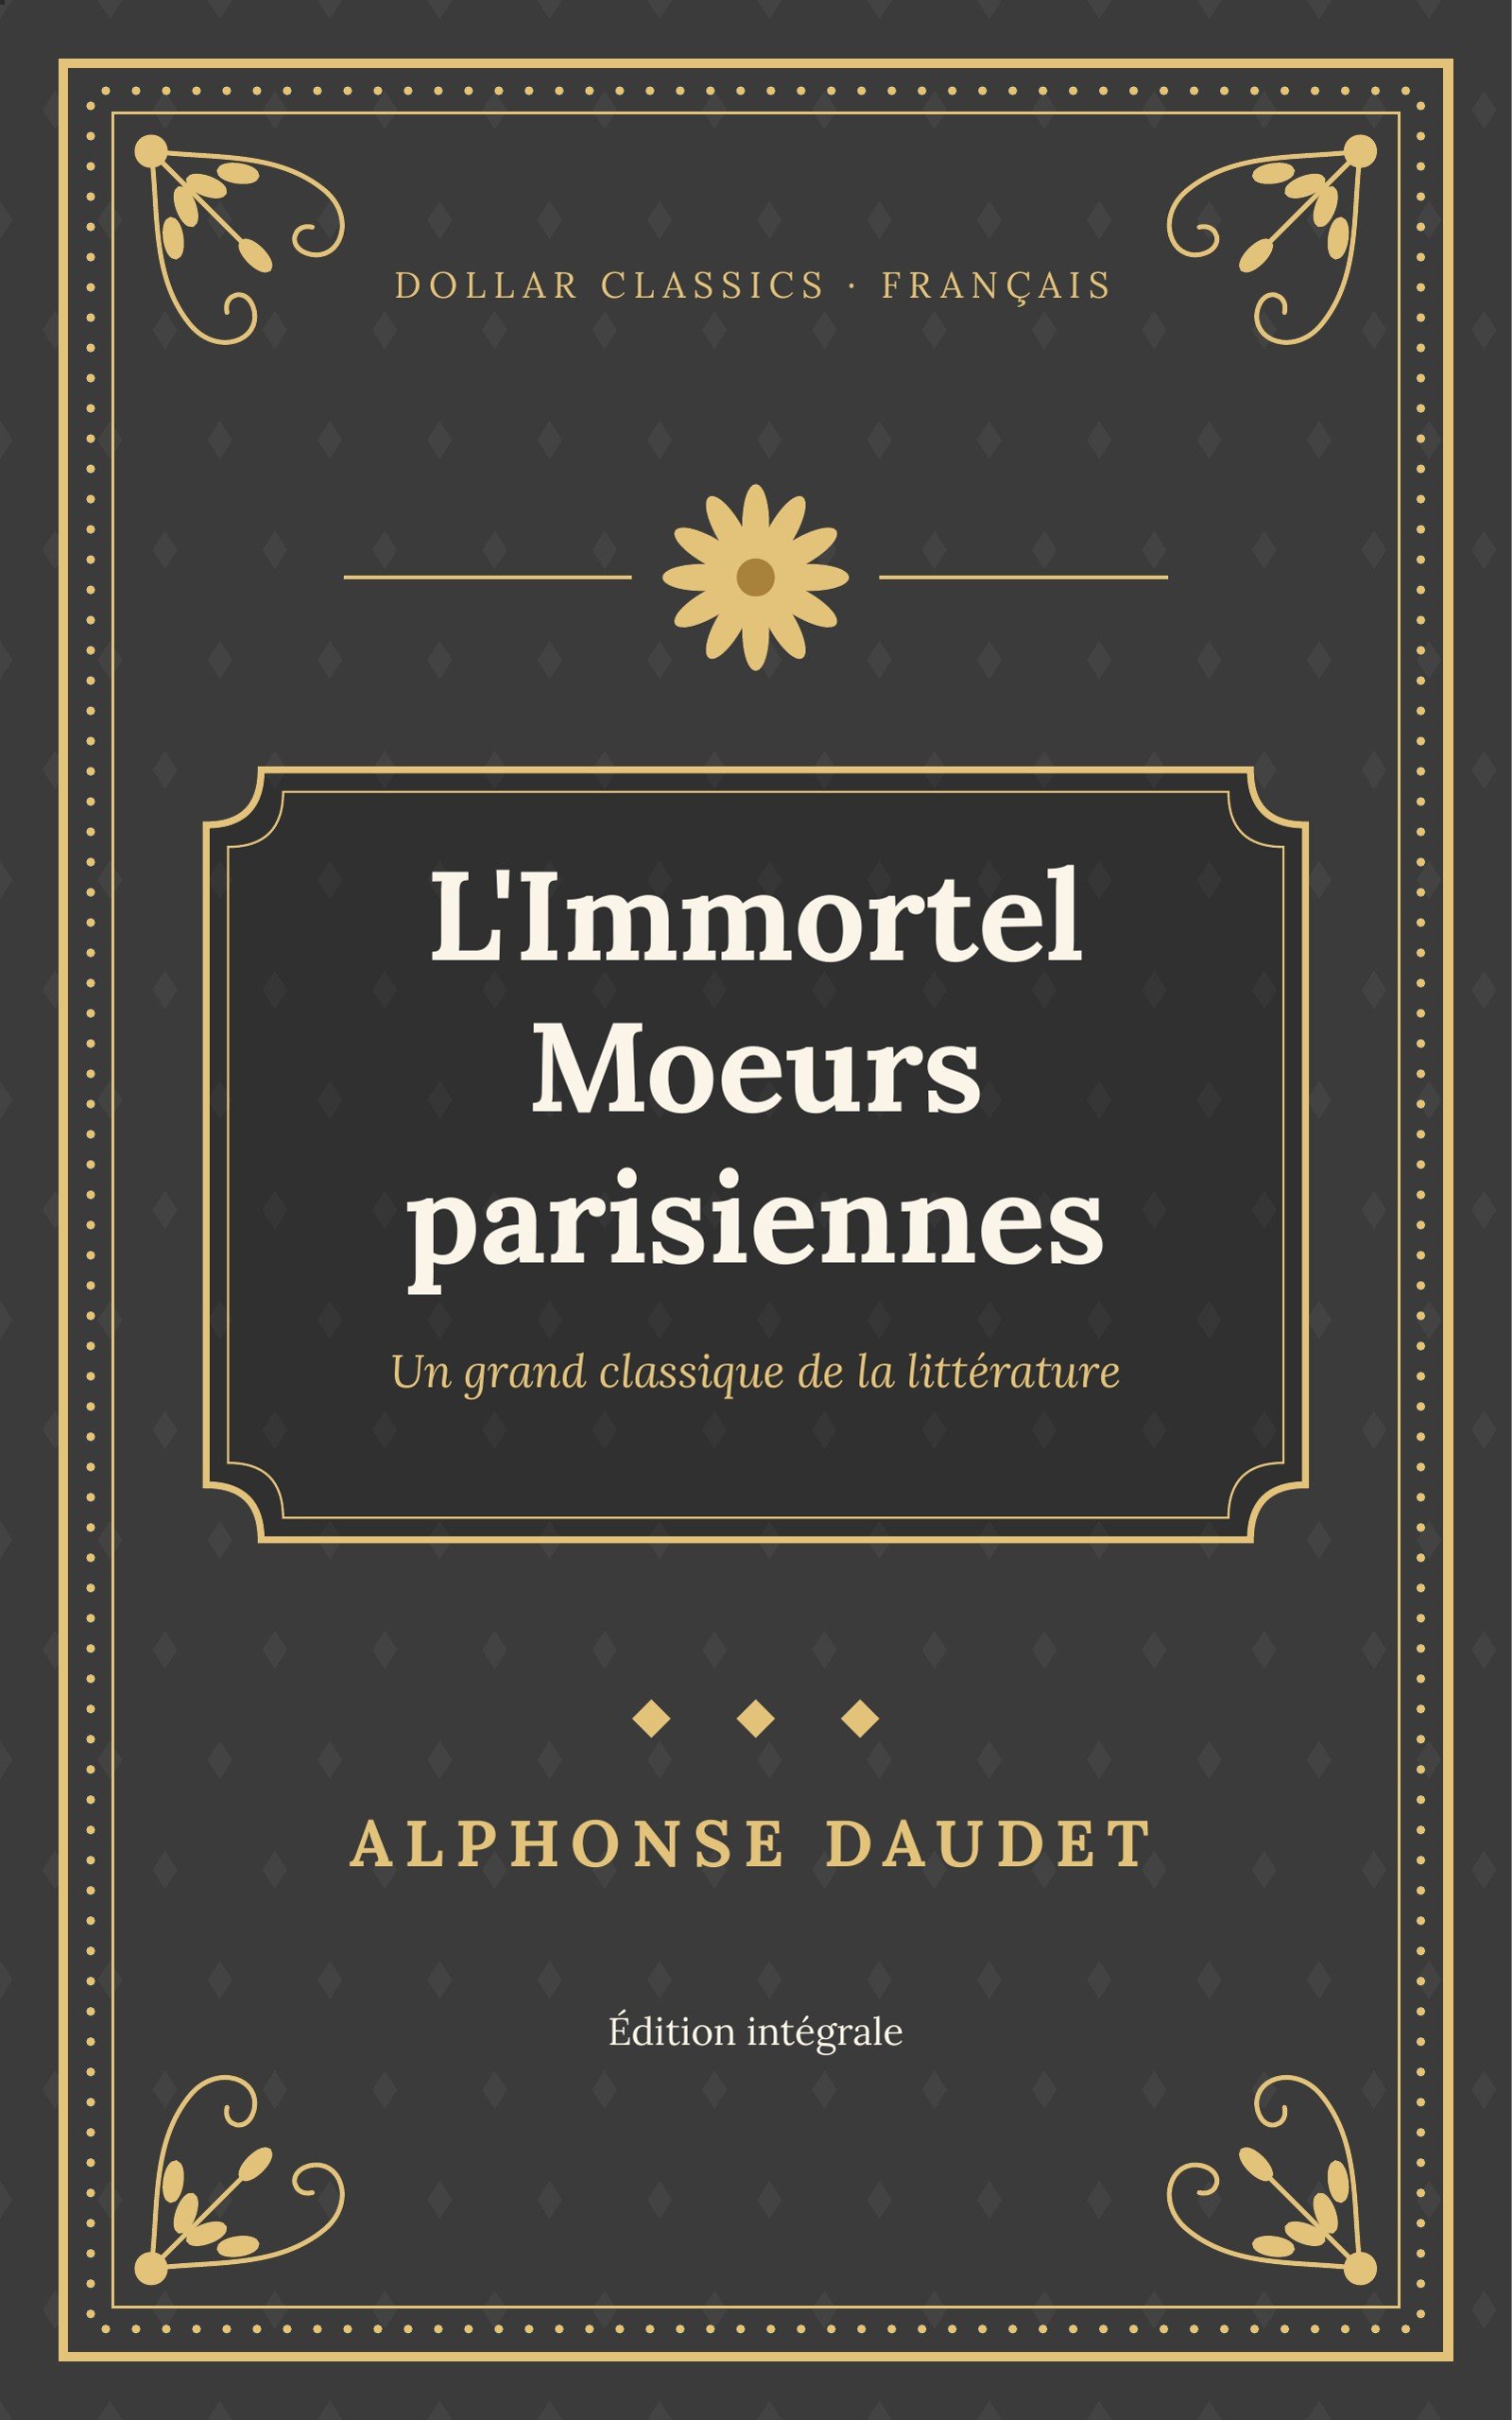 DOLLAR CLASSICS · FRANÇAIS
L'Immortel
Moeurs
parisiennes
Un grand classique de la littérature
ALPHONSE DAUDET
Édition intégrale